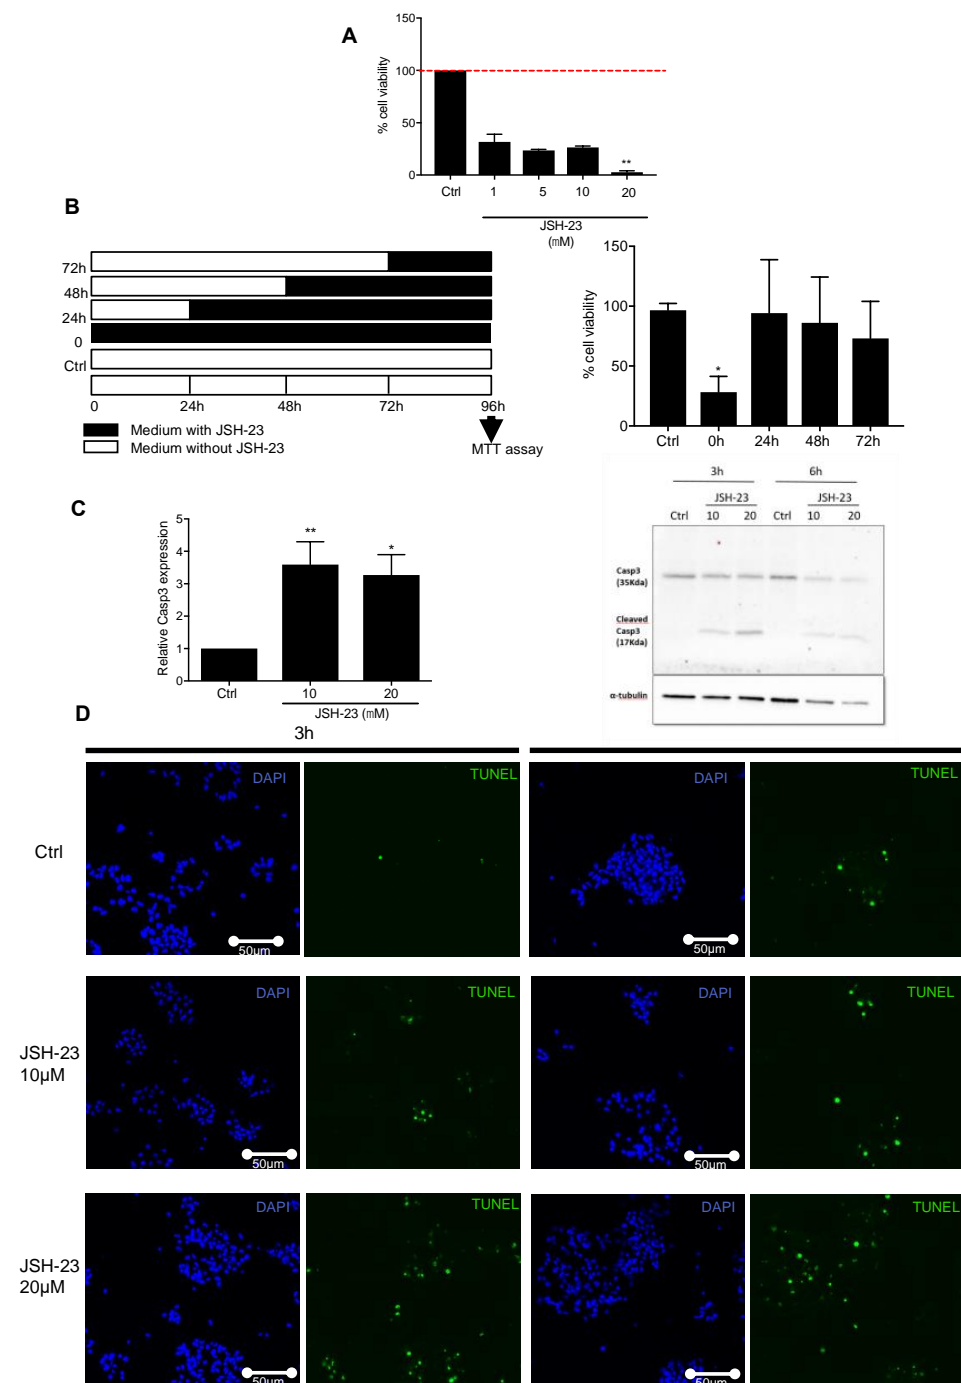 A
150
100
50
0
% cell viability
Ctrl 1 5 10 20
**
JSH-23
(mM)
B
72h
48h
24h
0
Ctrl
0 24h 48h 72h 96h
Medium with JSH-23
Medium without JSH-23
MTT assay
150
100
50
0
% cell viability
*
Ctrl 0h 24h 48h 72h
C
5
4
3
2
1
0
Relative Casp3 expression
**
*
Ctrl 10 20
JSH-23 (mM)
3h 6h
JSH-23 JSH-23
Ctrl 10 20 Ctrl 10 20
Casp3
(35Kda)
Cleaved
Casp3
(17Kda)
α-tubulin
D
3h
DAPI TUNEL DAPI TUNEL
Ctrl
50µm 50µm
DAPI TUNEL DAPI TUNEL
JSH-23
10µM
50µm 50µm
DAPI TUNEL DAPI TUNEL
JSH-23
20µM
50µm 50µm